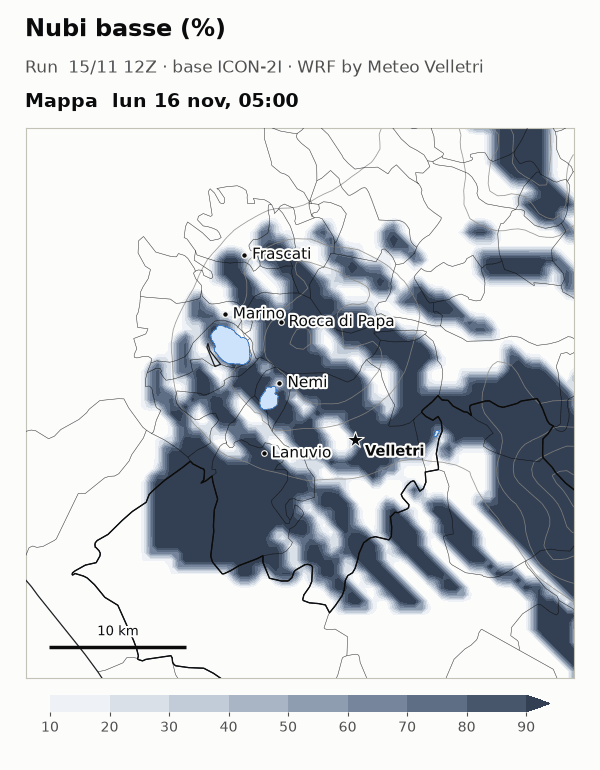 Nubi basse (%)
Run  15/11 12Z · base ICON-2I · WRF by Meteo Velletri
Mappa  lun 16 nov, 05:00
Frascati
Marino
Rocca di Papa
Nemi
Velletri
Lanuvio
10 km
10 20 30 40 50 60 70 80 90